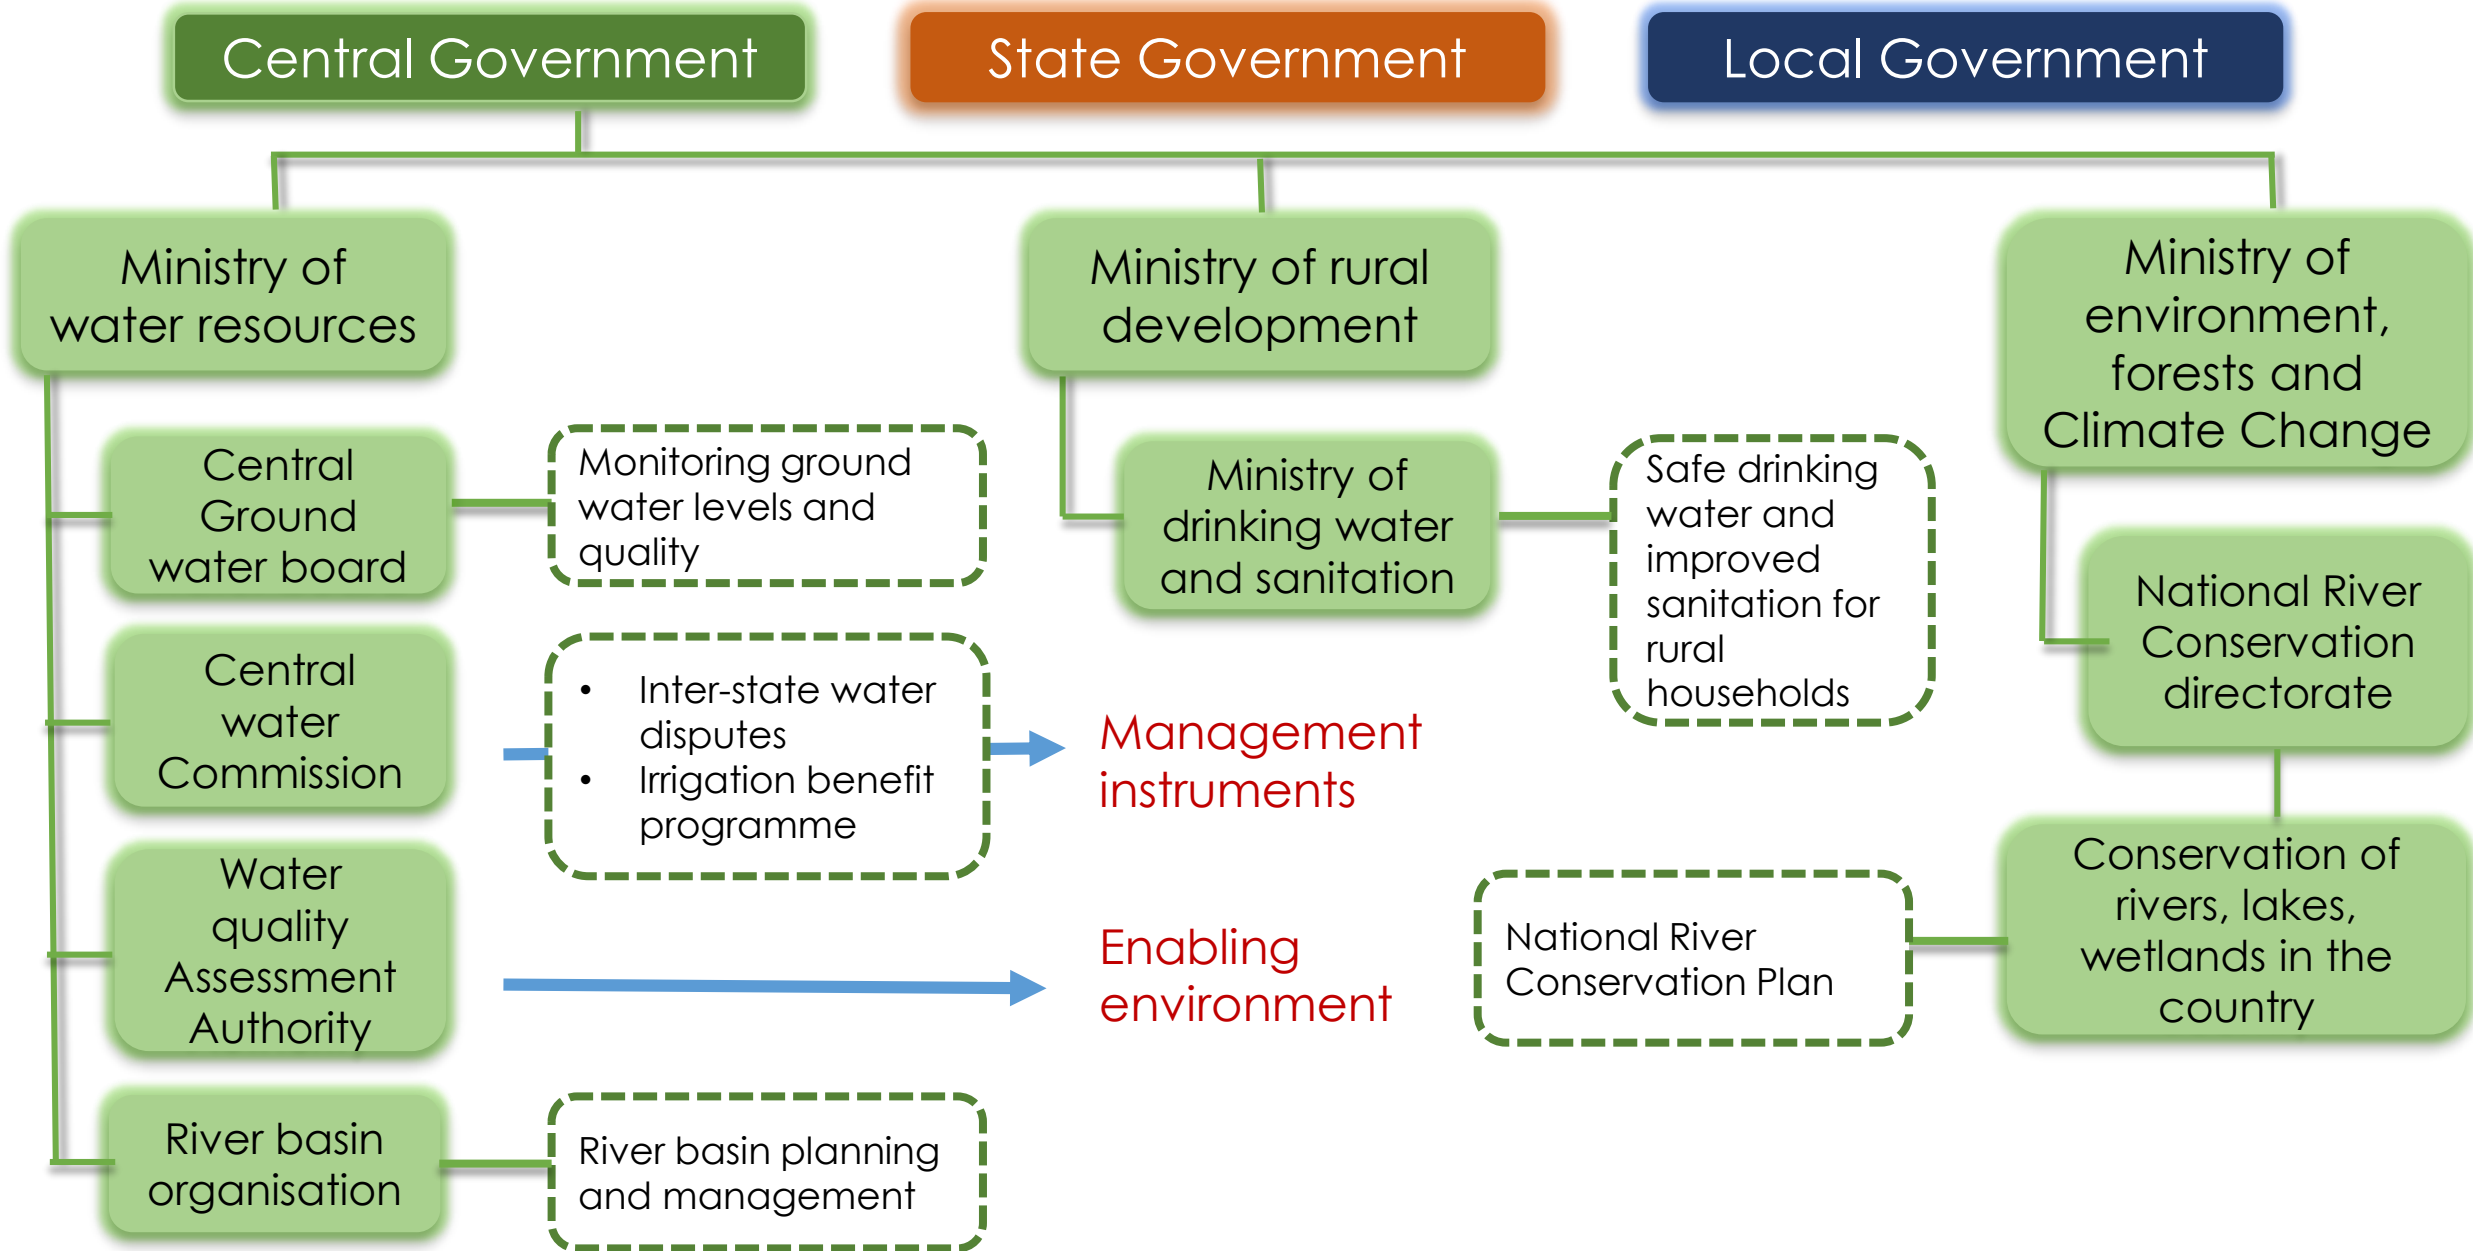 Central Government
State Government
Local Government
Ministry of
water resources
Ministry of rural
development
Ministry of
environment,
forests and
Climate Change
Central
Ground
water board
Monitoring ground
water levels and
quality
Ministry of
drinking water
and sanitation
Safe drinking
water and
improved
sanitation for
rural
households
National River
Conservation
directorate
Central
water
Commission
• Inter-state water
disputes
• Irrigation benefit
programme
Management
instruments
Water
quality
Assessment
Authority
Enabling
environment
National River
Conservation Plan
Conservation of
rivers, lakes,
wetlands in the
country
River basin
organisation
River basin planning
and management